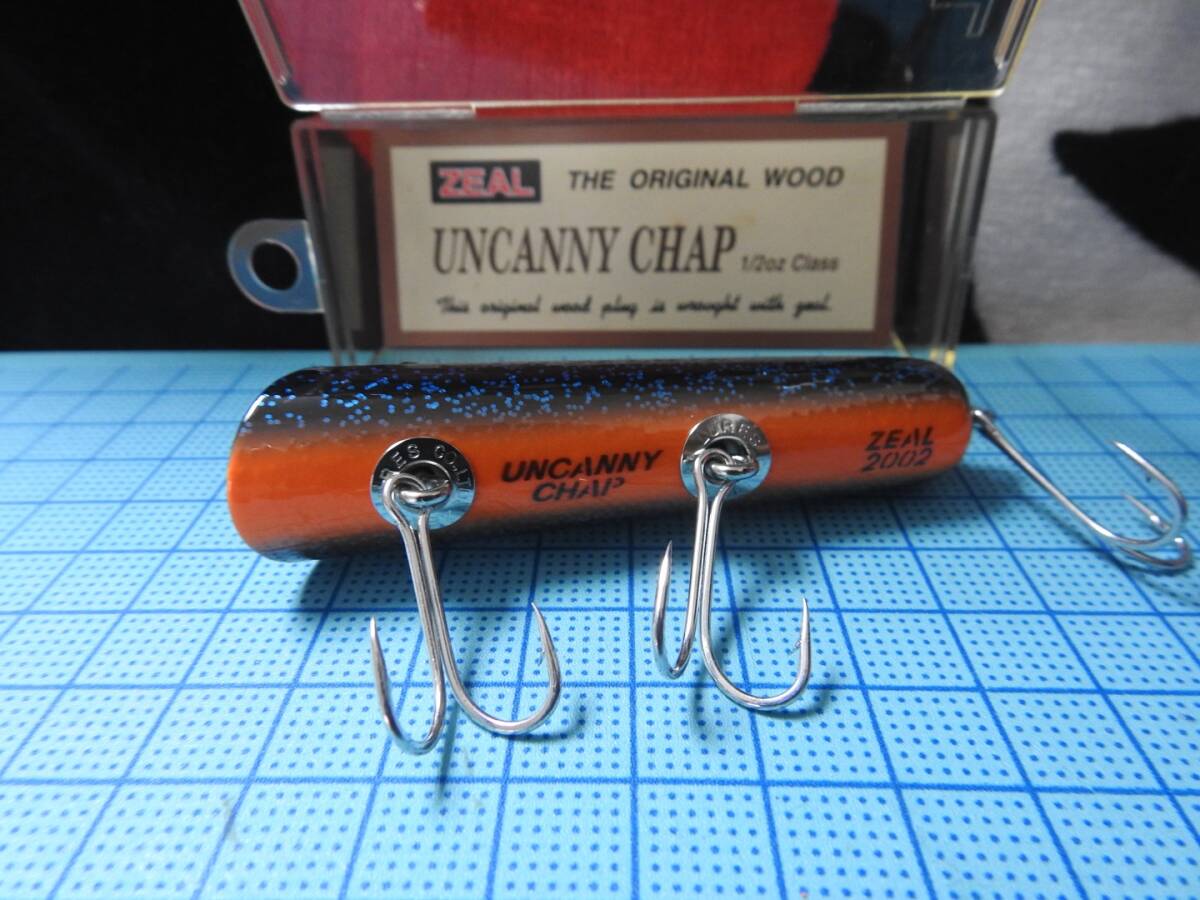 ZEAL THE ORIGINAL WOOD
UNCANNY CHAP 1/2oz Class
This original wood plug is wrought with zeal.
UNCANNY
CHAP
ZEAL
2002